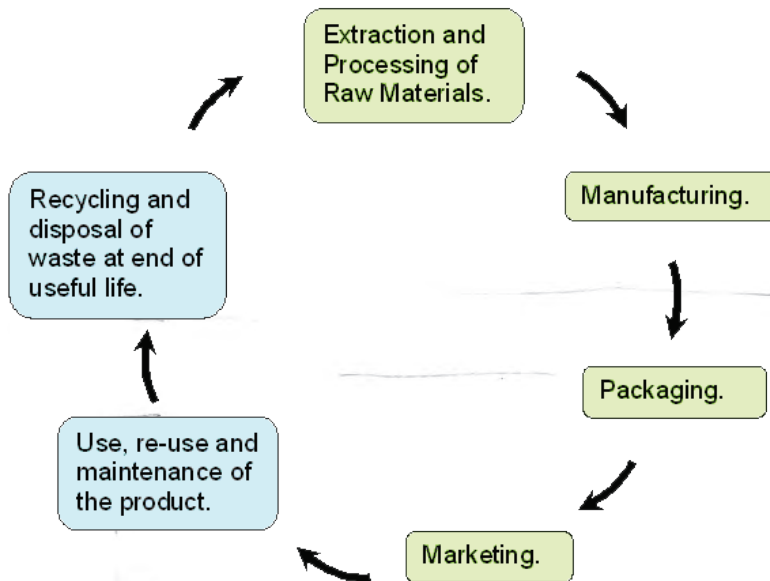 Extraction and
Processing of
Raw Materials.
Manufacturing.
Packaging.
Marketing.
Use, re-use and
maintenance of
the product.
Recycling and
disposal of
waste at end of
useful life.